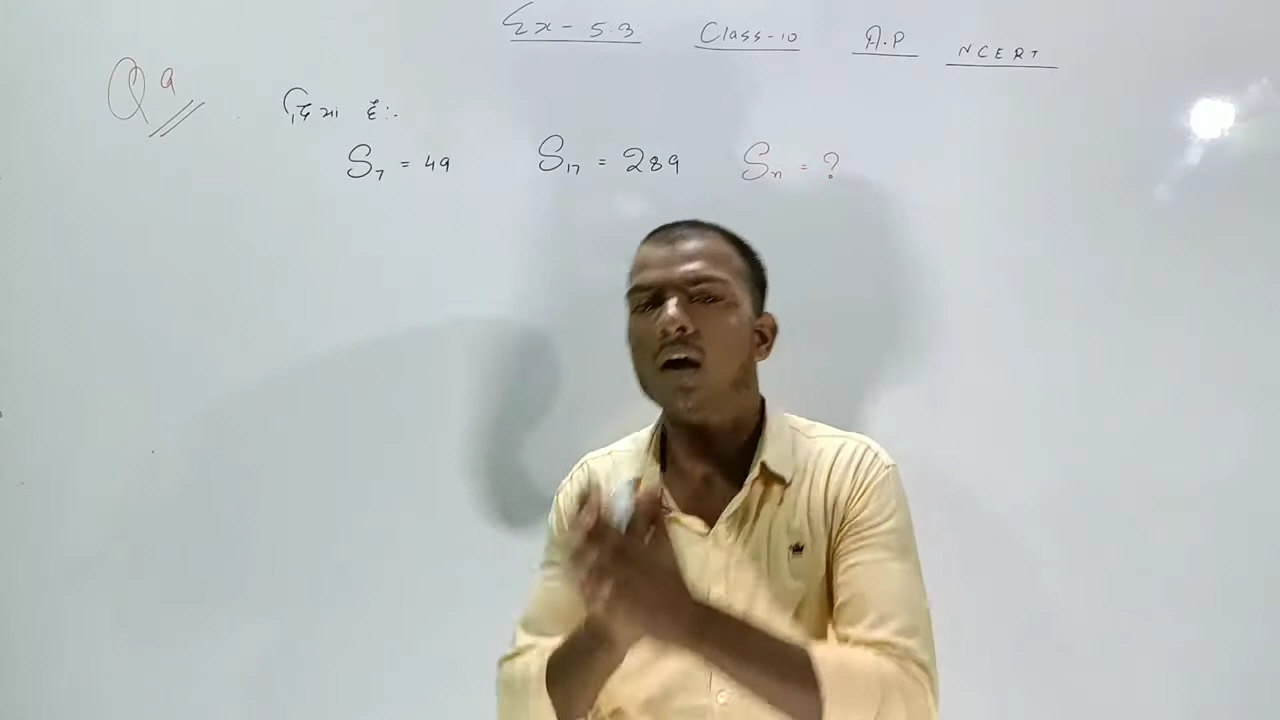 Ex - 5.3 Class-10 A.P NCERT
Q 9
दिया है:-
S₇ = 49 S₁₇ = 289 Sₙ = ?